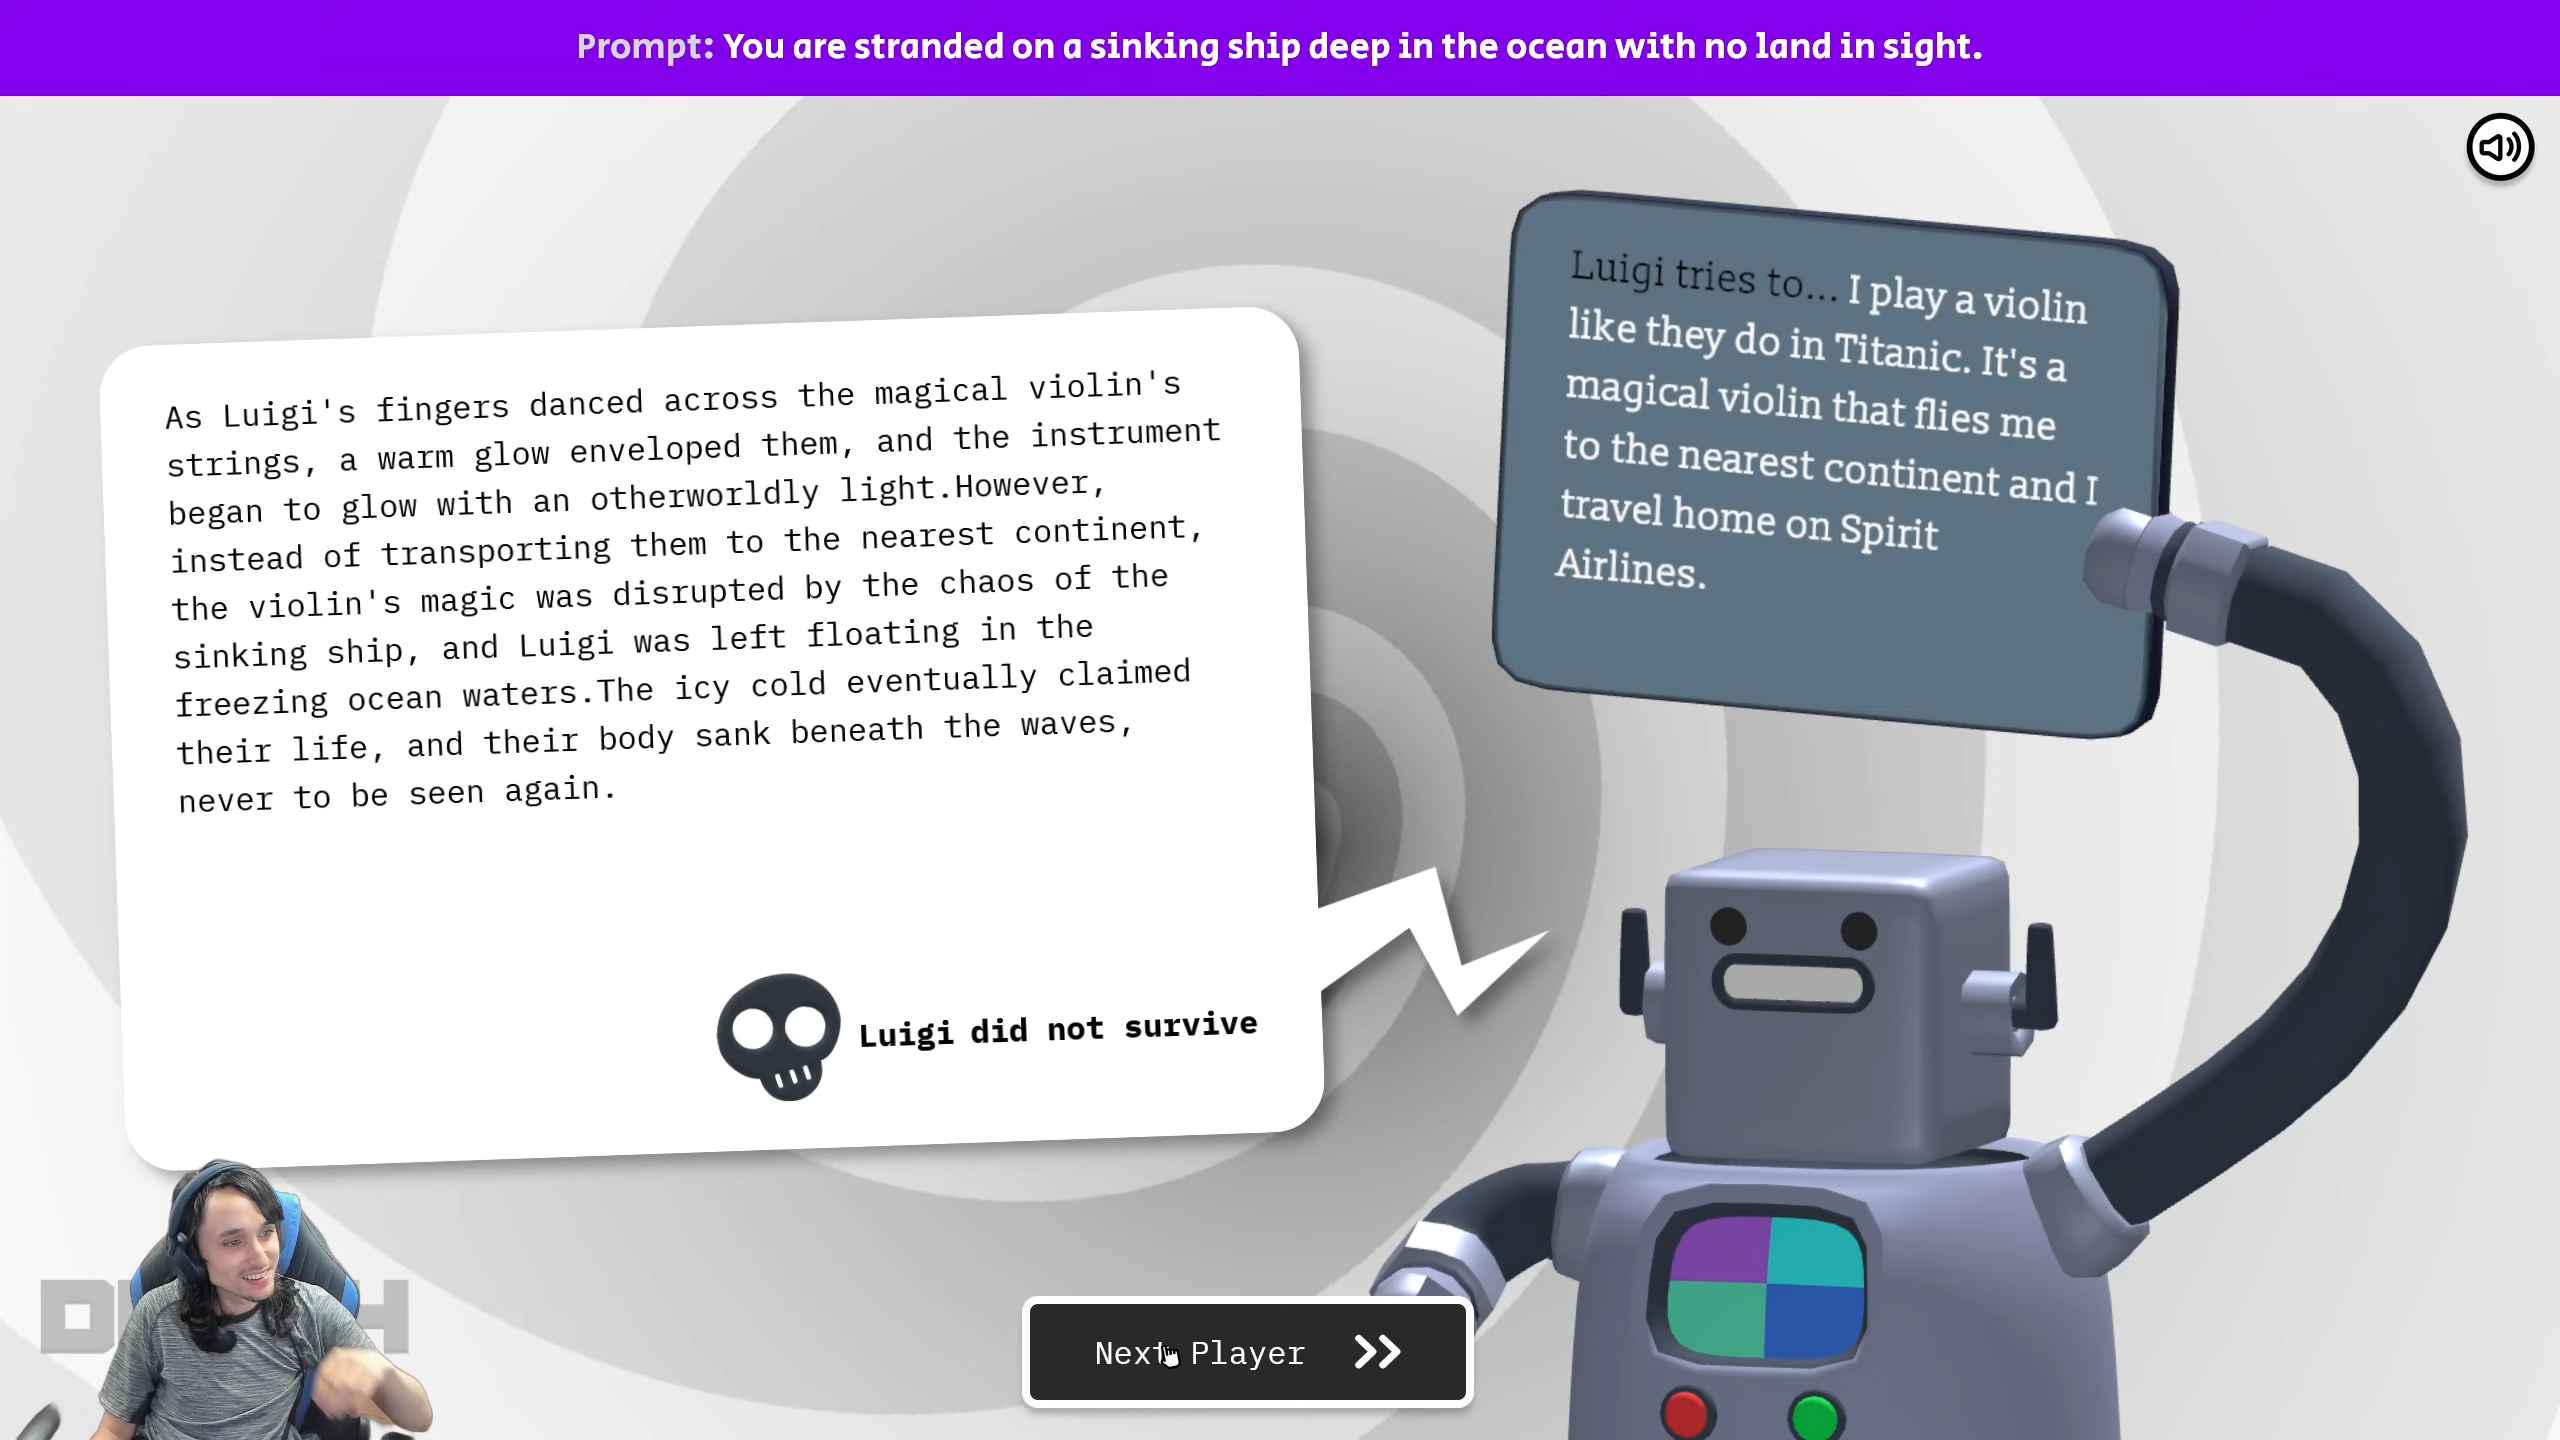 Prompt: You are stranded on a sinking ship deep in the ocean with no land in sight.
Luigi tries to... I play a violin
like they do in Titanic. It's a
magical violin that flies me
to the nearest continent and I
travel home on Spirit
Airlines.
As Luigi's fingers danced across the magical violin's
strings, a warm glow enveloped them, and the instrument
began to glow with an otherworldly light.However,
instead of transporting them to the nearest continent,
the violin's magic was disrupted by the chaos of the
sinking ship, and Luigi was left floating in the
freezing ocean waters.The icy cold eventually claimed
their life, and their body sank beneath the waves,
never to be seen again.
Luigi did not survive
Next Player